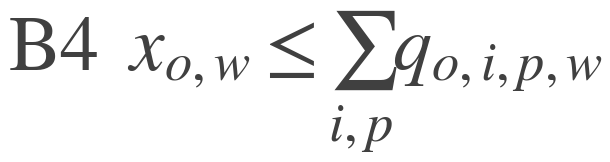 B4 x_{o,w} ≤ ∑_{i,p} q_{o,i,p,w}